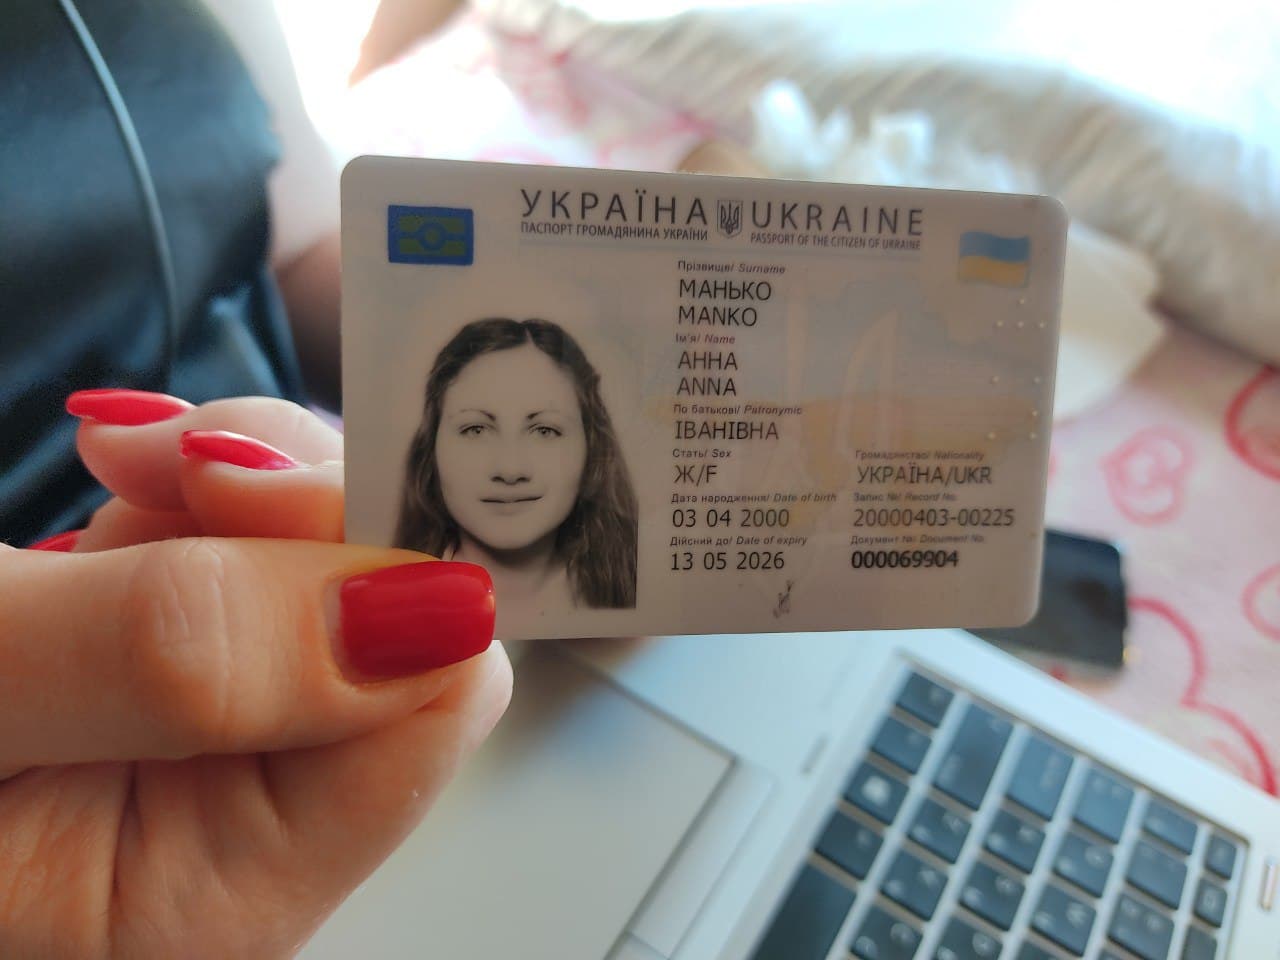 УКРАЇНА UKRAINE
ПАСПОРТ ГРОМАДЯНИНА УКРАЇНИ PASSPORT OF THE CITIZEN OF UKRAINE
Прізвище/ Surname
МАНЬКО
MANKO
Ім'я/ Name
АННА
ANNA
По батькові/ Patronymic
ІВАНІВНА
Стать/ Sex Громадянство/ Nationality
Ж/F УКРАЇНА/UKR
Дата народження/ Date of birth Запис №/ Record No.
03 04 2000 20000403-00225
Дійсний до/ Date of expiry Документ №/ Document No.
13 05 2026 000069904